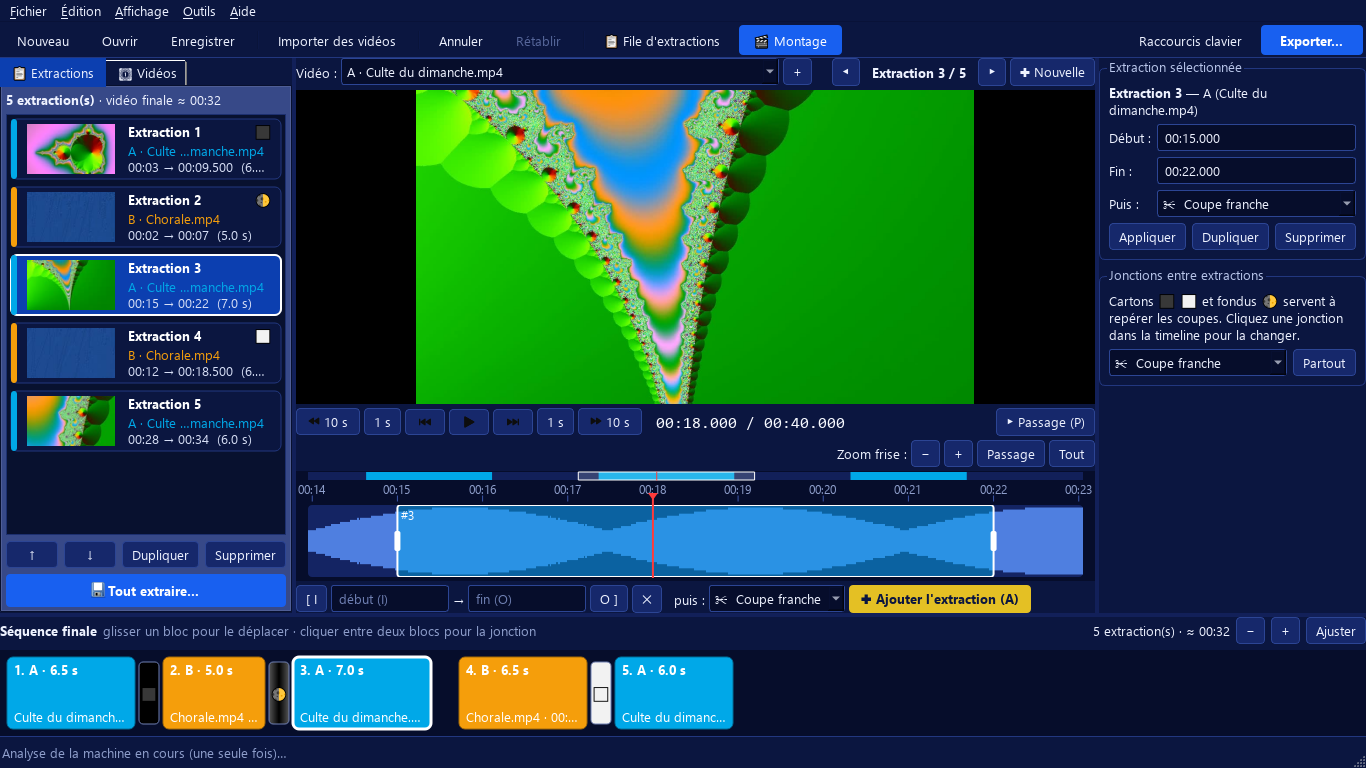 Fichier Édition Affichage Outils Aide
Nouveau Ouvrir Enregistrer Importer des vidéos Annuler Rétablir File d'extractions Montage Raccourcis clavier Exporter...
Extractions Vidéos
5 extraction(s) · vidéo finale ≈ 00:32
Extraction 1
A · Culte ...manche.mp4
00:03 → 00:09.500 (6....
Extraction 2
B · Chorale.mp4
00:02 → 00:07 (5.0 s)
Extraction 3
A · Culte ...manche.mp4
00:15 → 00:22 (7.0 s)
Extraction 4
B · Chorale.mp4
00:12 → 00:18.500 (6....
Extraction 5
A · Culte ...manche.mp4
00:28 → 00:34 (6.0 s)
↑ ↓ Dupliquer Supprimer
Tout extraire...
Vidéo : A · Culte du dimanche.mp4 + Extraction 3 / 5 Nouvelle
10 s 1 s 1 s 10 s 00:18.000 / 00:40.000 Passage (P)
Zoom frise : − + Passage Tout
00:14 00:15 00:16 00:17 00:18 00:19 00:20 00:21 00:22 00:23
#3
[ I début (I) → fin (O) O ] ✕ puis : Coupe franche Ajouter l'extraction (A)
Extraction sélectionnée
Extraction 3 — A (Culte du
dimanche.mp4)
Début : 00:15.000
Fin : 00:22.000
Puis : Coupe franche
Appliquer Dupliquer Supprimer
Jonctions entre extractions
Cartons et fondus servent à
repérer les coupes. Cliquez une jonction
dans la timeline pour la changer.
Coupe franche Partout
Séquence finale glisser un bloc pour le déplacer · cliquer entre deux blocs pour la jonction 5 extraction(s) · ≈ 00:32 − + Ajuster
1. A · 6.5 s 2. B · 5.0 s 3. A · 7.0 s 4. B · 6.5 s 5. A · 6.0 s
Culte du dimanch... Chorale.mp4 ... Culte du dimanche.... Chorale.mp4 · 00:... Culte du dimanc...
Analyse de la machine en cours (une seule fois)...